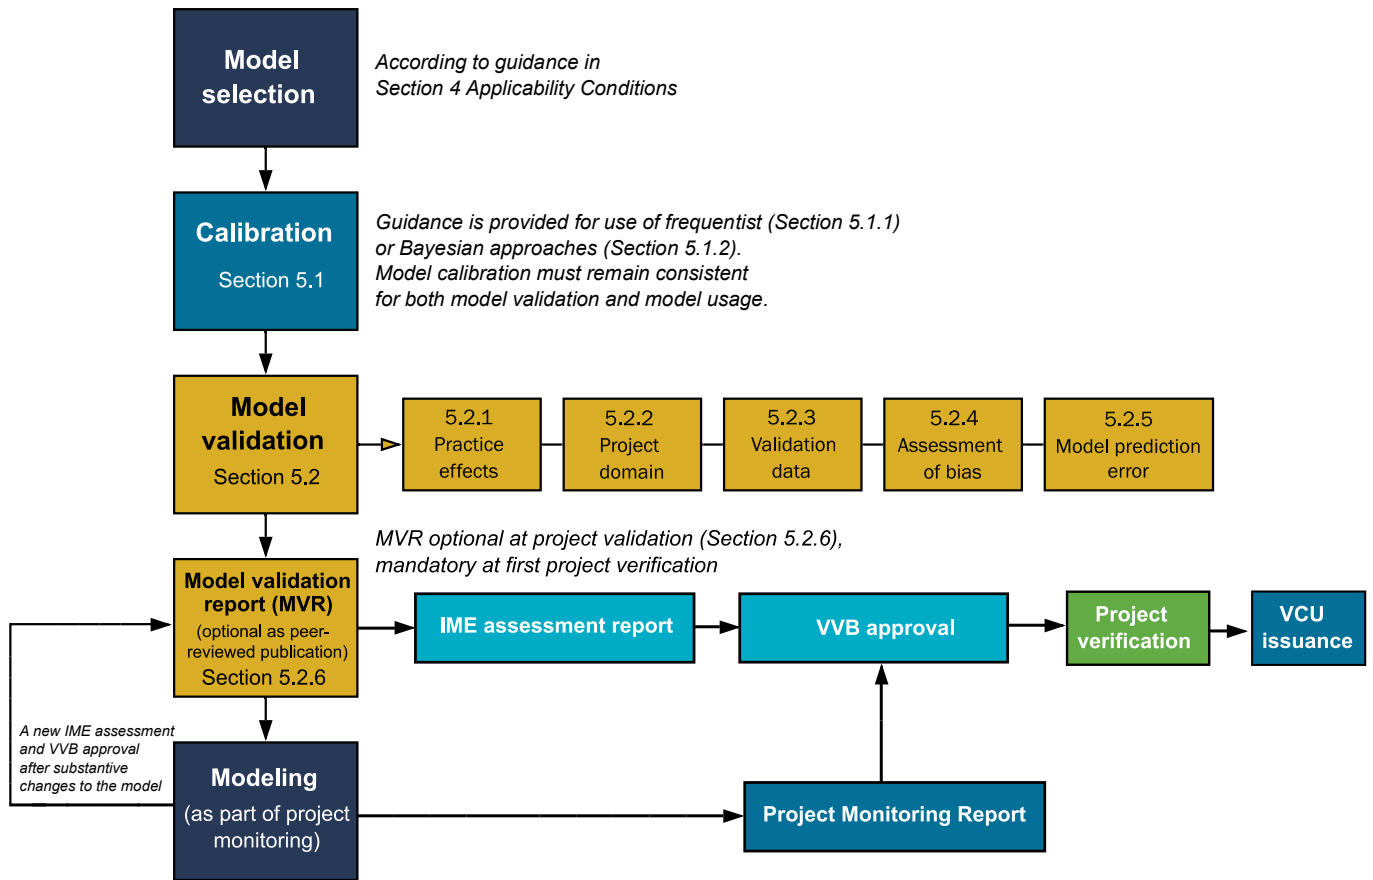 Model
selection
According to guidance in
Section 4 Applicability Conditions
Calibration
Section 5.1
Guidance is provided for use of frequentist (Section 5.1.1)
or Bayesian approaches (Section 5.1.2).
Model calibration must remain consistent
for both model validation and model usage.
Model
validation
Section 5.2
5.2.1
Practice
effects
5.2.2
Project
domain
5.2.3
Validation
data
5.2.4
Assessment
of bias
5.2.5
Model prediction
error
MVR optional at project validation (Section 5.2.6),
mandatory at first project verification
Model validation
report (MVR)
(optional as peer-
reviewed publication)
Section 5.2.6
IME assessment report
VVB approval
Project
verification
VCU
issuance
A new IME assessment
and VVB approval
after substantive
changes to the model
Modeling
(as part of project
monitoring)
Project Monitoring Report